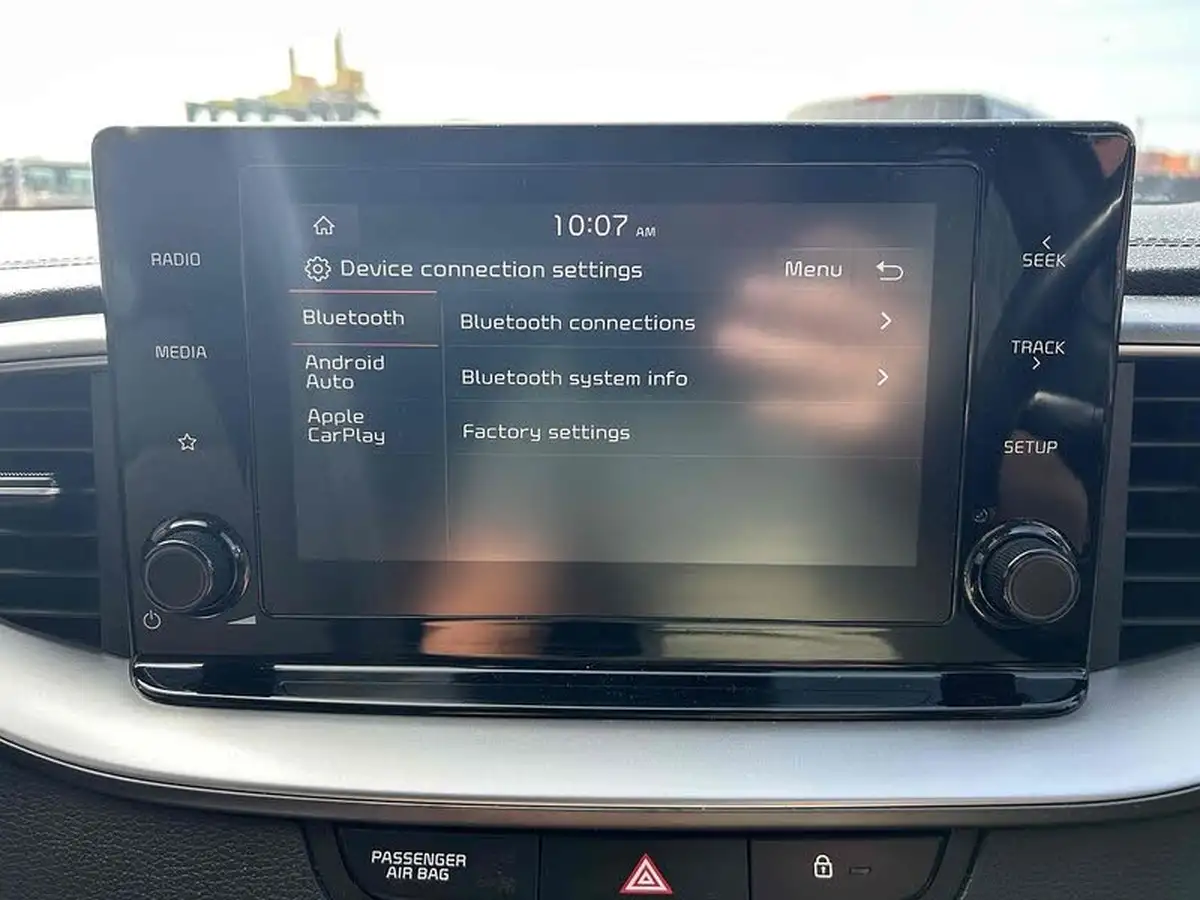 10:07 AM
RADIO
Device connection settings
Menu
SEEK
Bluetooth
Bluetooth connections
MEDIA
TRACK
Android
Auto
Bluetooth system info
Apple
CarPlay
Factory settings
SETUP
PASSENGER
AIR BAG